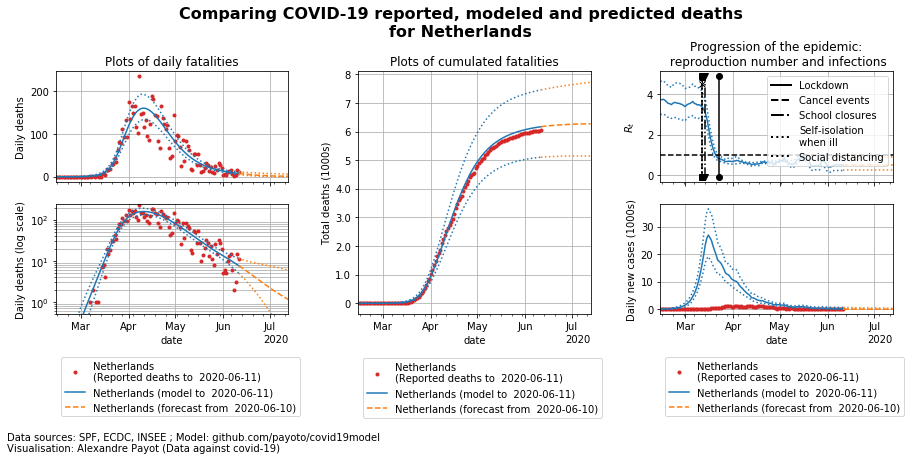 Comparing COVID-19 reported, modeled and predicted deaths
for Netherlands
Plots of daily fatalities
Daily deaths
200
100
0
Daily deaths (log scale)
10²
10¹
10⁰
Mar
Apr
May
Jun
Jul
date
2020
Netherlands
(Reported deaths to 2020-06-11)
Netherlands (model to 2020-06-11)
Netherlands (forecast from 2020-06-10)
Plots of cumulated fatalities
Total deaths (1000s)
8.0
7.0
6.0
5.0
4.0
3.0
2.0
1.0
0.0
Mar
Apr
May
Jun
Jul
date
2020
Netherlands
(Reported deaths to 2020-06-11)
Netherlands (model to 2020-06-11)
Netherlands (forecast from 2020-06-10)
Progression of the epidemic:
reproduction number and infections
Rₜ
4
2
0
Lockdown
Cancel events
School closures
Self-isolation
when ill
Social distancing
Daily new cases (1000s)
30
20
10
0
Mar
Apr
May
Jun
Jul
date
2020
Netherlands
(Reported cases to 2020-06-11)
Netherlands (model to 2020-06-11)
Netherlands (forecast from 2020-06-10)
Data sources: SPF, ECDC, INSEE ; Model: github.com/payoto/covid19model
Visualisation: Alexandre Payot (Data against covid-19)